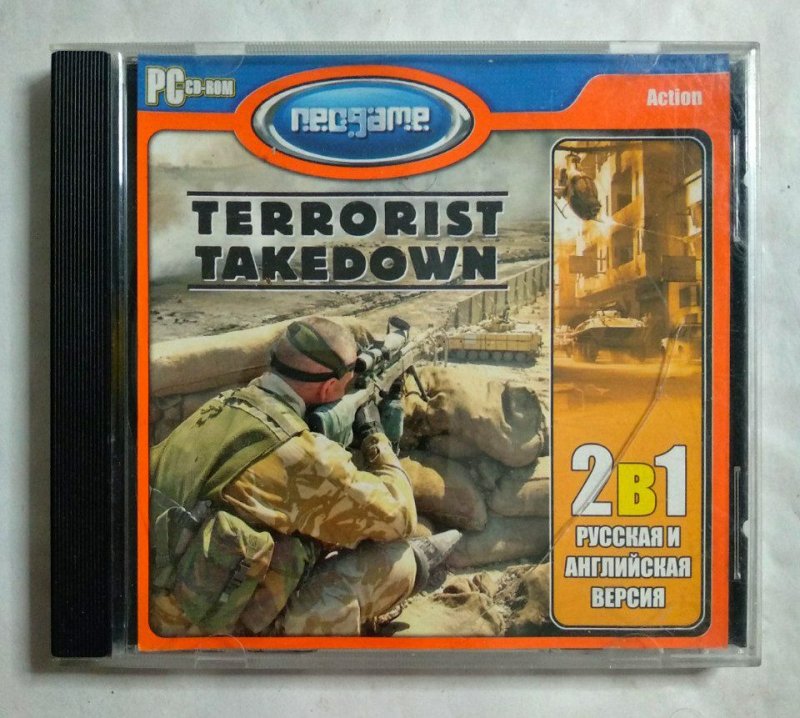 PC CD-ROM
neogame
Action
TERRORIST
TAKEDOWN
2в1
РУССКАЯ И
АНГЛИЙСКАЯ
ВЕРСИЯ